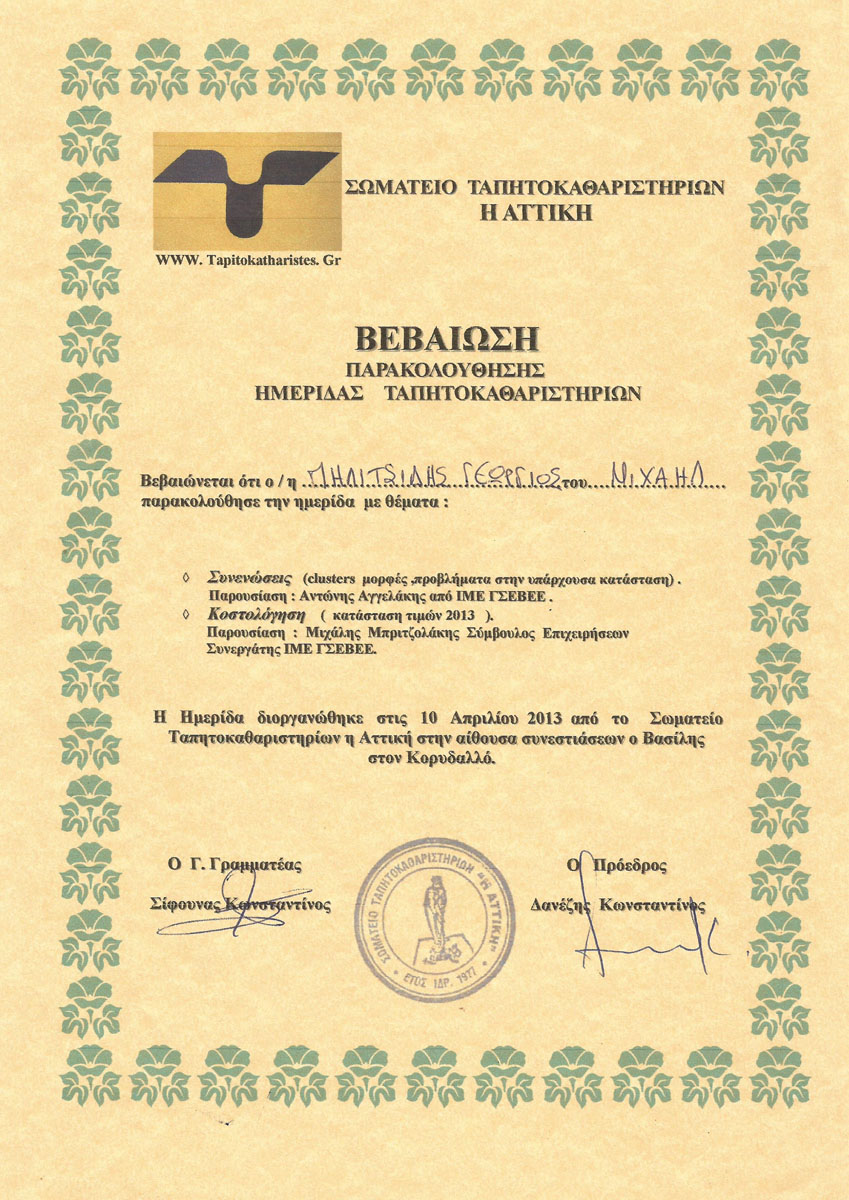 ΣΩΜΑΤΕΙΟ ΤΑΠΗΤΟΚΑΘΑΡΙΣΤΗΡΙΩΝ
Η ΑΤΤΙΚΗ
WWW. Tapitokatharistes. Gr
ΒΕΒΑΙΩΣΗ
ΠΑΡΑΚΟΛΟΥΘΗΣΗΣ
ΗΜΕΡΙΔΑΣ ΤΑΠΗΤΟΚΑΘΑΡΙΣΤΗΡΙΩΝ
Βεβαιώνεται ότι ο / η ΜΗΛΙΤΣΙΔΗΣ ΓΕΩΡΓΙΟΣ του ΜΙΧΑΗΛ
παρακολούθησε την ημερίδα με θέματα :
◊ Συνενώσεις (clusters μορφές ,προβλήματα στην υπάρχουσα κατάσταση) .
Παρουσίαση : Αντώνης Αγγελάκης από ΙΜΕ ΓΣΕΒΕΕ .
◊ Κοστολόγηση ( κατάσταση τιμών 2013 ).
Παρουσίαση : Μιχάλης Μπριτζολάκης Σύμβουλος Επιχειρήσεων
Συνεργάτης ΙΜΕ ΓΣΕΒΕΕ.
Η Ημερίδα διοργανώθηκε στις 10 Απριλίου 2013 από το Σωματείο
Ταπητοκαθαριστηρίων η Αττική στην αίθουσα συνεστιάσεων ο Βασίλης
στον Κορυδαλλό.
Ο Γ. Γραμματέας
Ο Πρόεδρος
Σίφουνας Κωνσταντίνος
Δανέζης Κωνσταντίνος
ΣΩΜΑΤΕΙΟ ΤΑΠΗΤΟΚΑΘΑΡΙΣΤΗΡΙΩΝ "Η ΑΤΤΙΚΗ"
ΕΤΟΣ ΙΔΡ. 1927